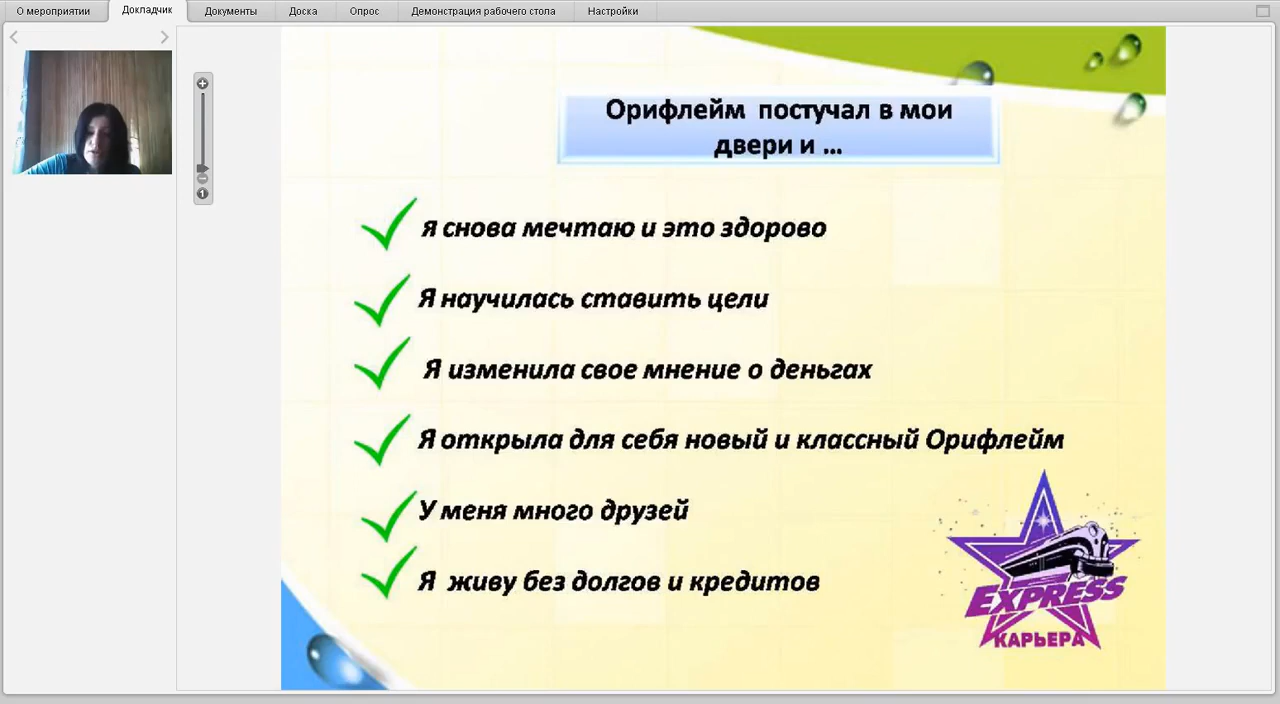 О мероприятии
Докладчик
Документы
Доска
Опрос
Демонстрация рабочего стола
Настройки
Орифлейм постучал в мои
двери и ...
я снова мечтаю и это здорово
Я научилась ставить цели
Я изменила свое мнение о деньгах
Я открыла для себя новый и классный Орифлейм
У меня много друзей
Я живу без долгов и кредитов
EXPRESS
КАРЬЕРА